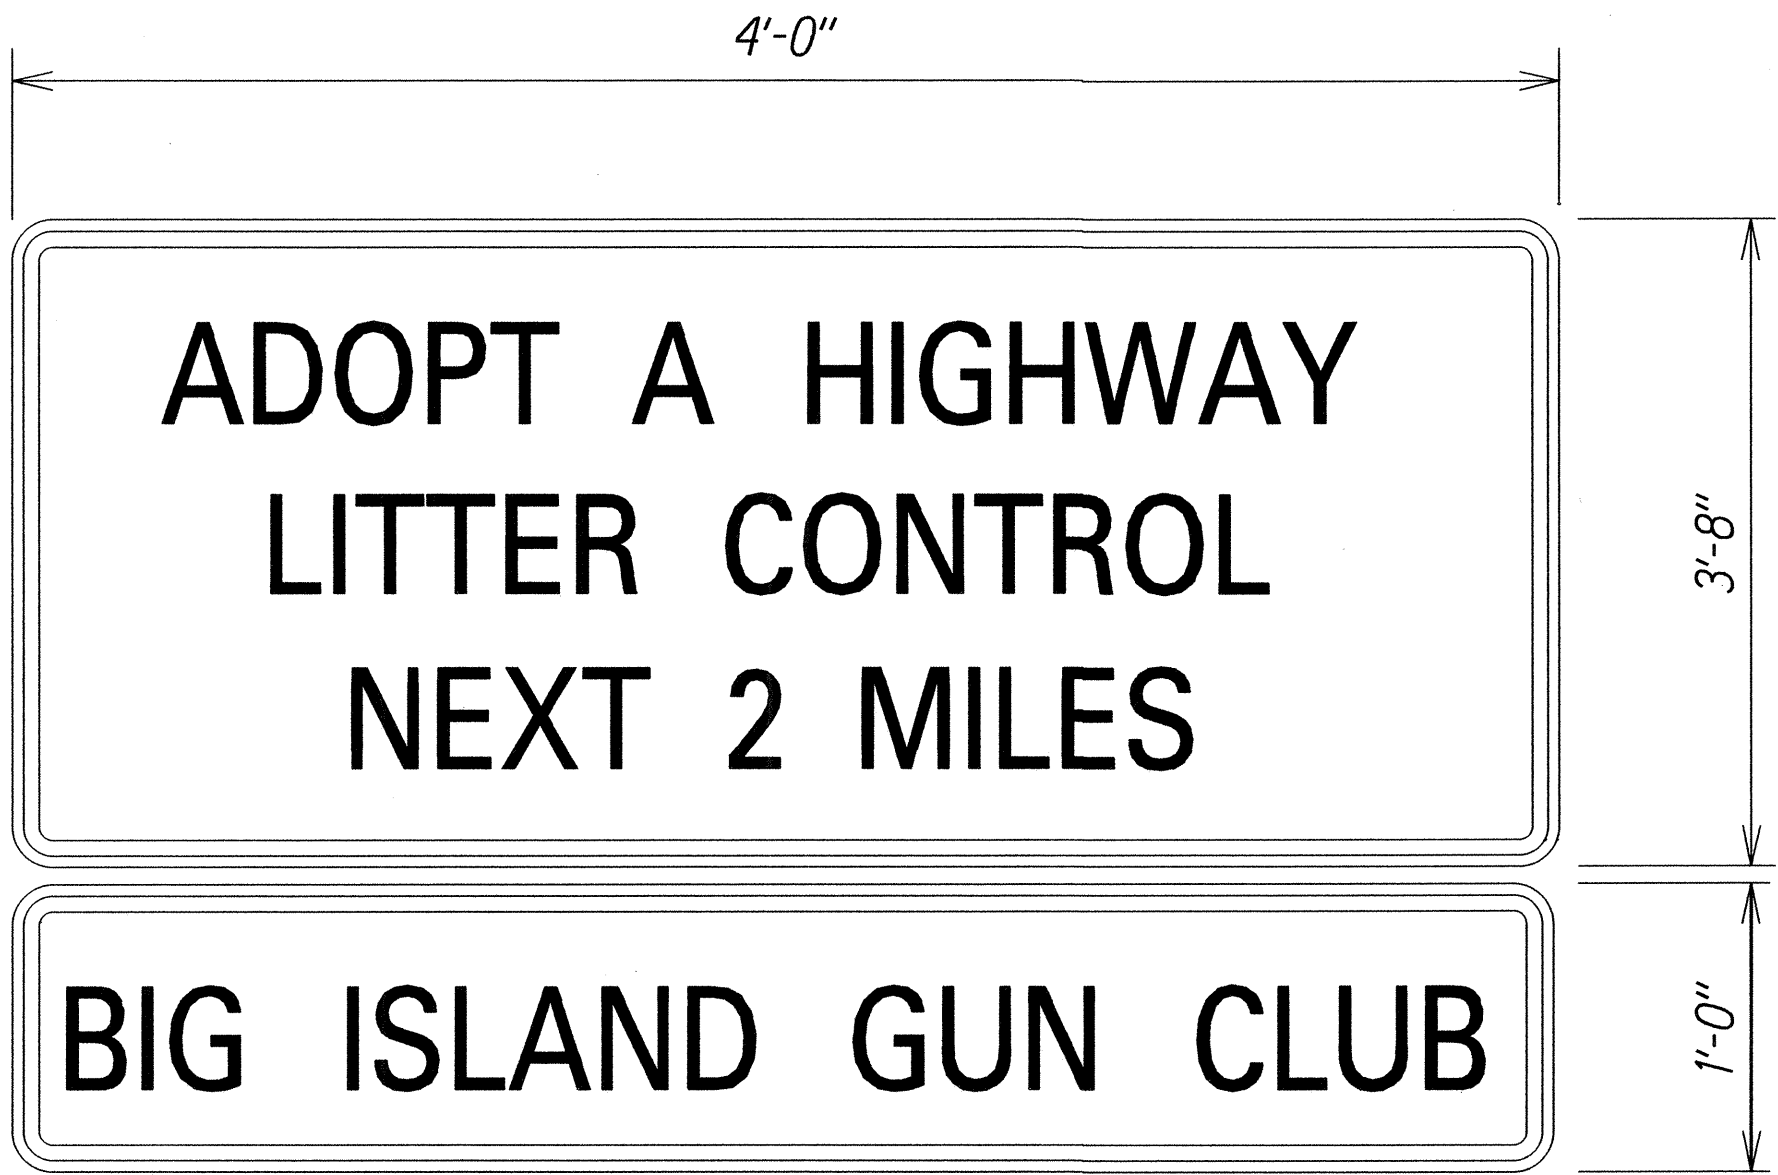 4'-0"
ADOPT A HIGHWAY
LITTER CONTROL
NEXT 2 MILES
3'-8"
BIG ISLAND GUN CLUB
1'-0"